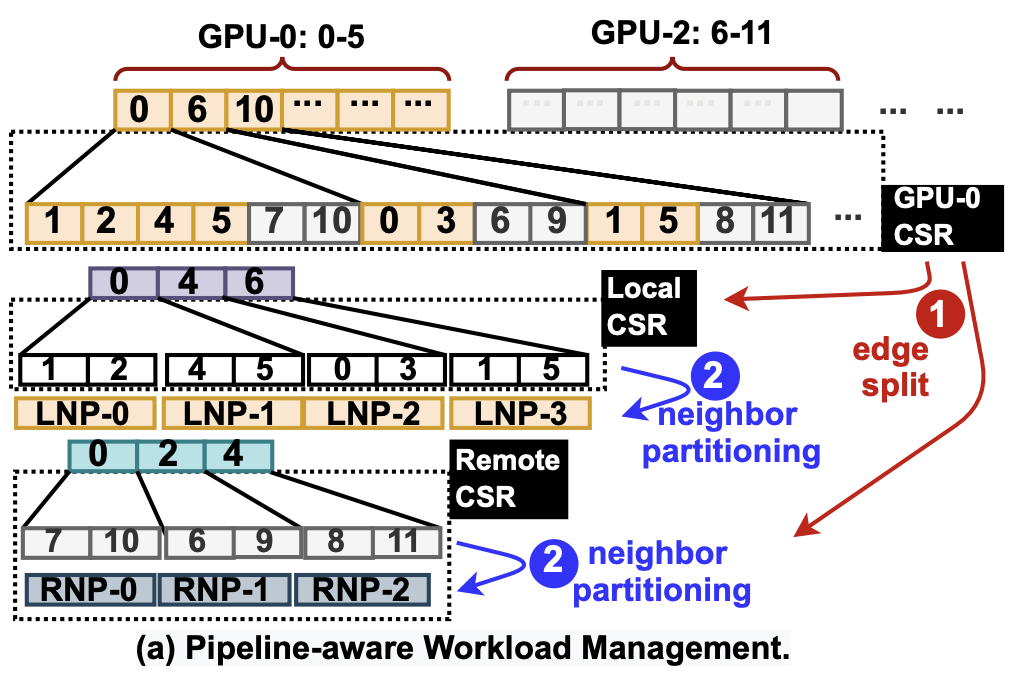 GPU-0: 0-5 GPU-2: 6-11
0 6 10 ... ... ... ... ... ... ... ... ... ...
1 2 4 5 7 10 0 3 6 9 1 5 8 11 ...
GPU-0
CSR
0 4 6
Local
CSR
1
edge
split
1 2 4 5 0 3 1 5
LNP-0 LNP-1 LNP-2 LNP-3
2
neighbor
partitioning
0 2 4
Remote
CSR
7 10 6 9 8 11
RNP-0 RNP-1 RNP-2
2
neighbor
partitioning
(a) Pipeline-aware Workload Management.